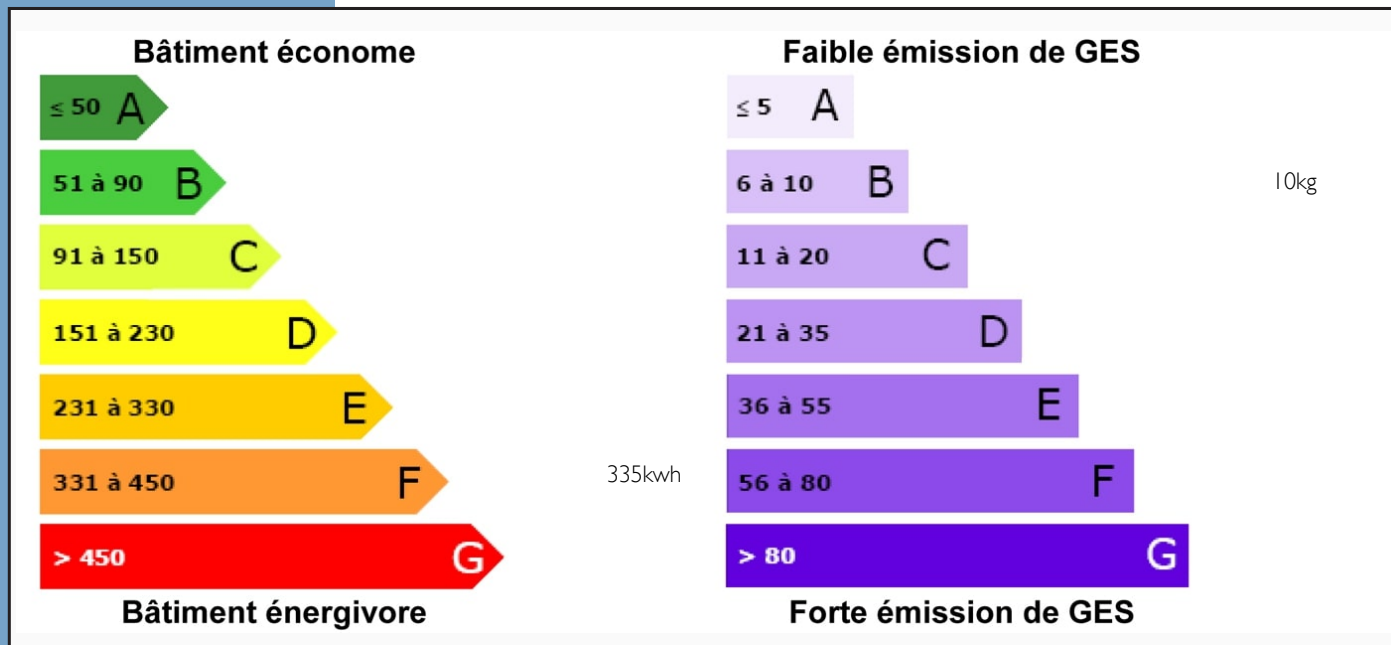 Bâtiment économe
≤ 50 A
51 à 90 B
91 à 150 C
151 à 230 D
231 à 330 E
331 à 450 F
335kwh
> 450 G
Bâtiment énergivore
Faible émission de GES
≤ 5 A
6 à 10 B
10kg
11 à 20 C
21 à 35 D
36 à 55 E
56 à 80 F
> 80 G
Forte émission de GES